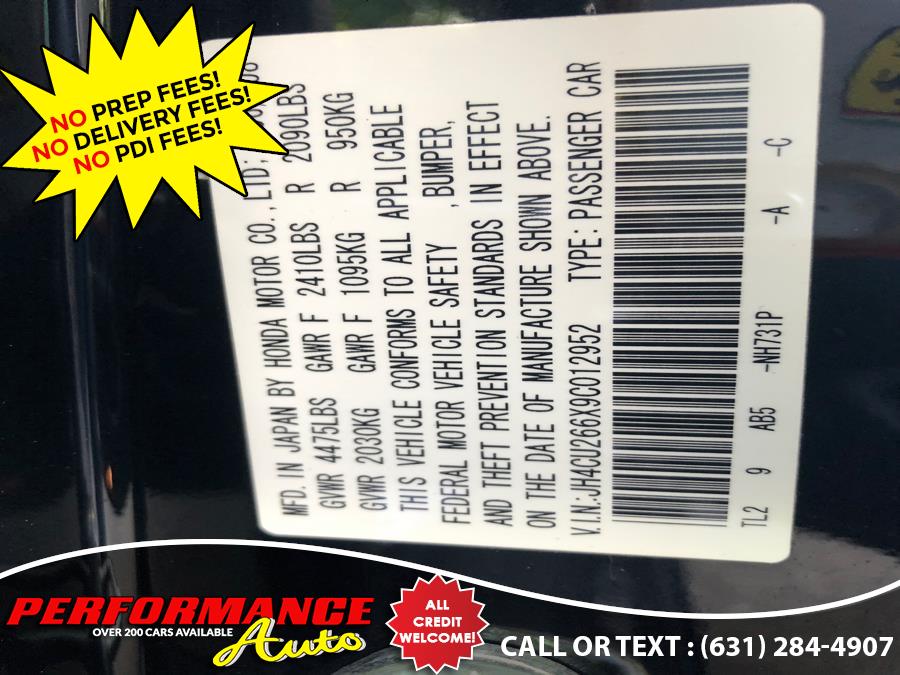 NO PREP FEES!
NO DELIVERY FEES!
NO PDI FEES!
MFD. IN JAPAN BY HONDA MOTOR CO.,LTD;
GVWR 4475LBS GAWR F 2410LBS R 2090LBS
GVWR 2030KG GAWR F 1095KG R 950KG
THIS VEHICLE CONFORMS TO ALL APPLICABLE
FEDERAL MOTOR VEHICLE SAFETY ,BUMPER,
AND THEFT PREVENTION STANDARDS IN EFFECT
ON THE DATE OF MANUFACTURE SHOWN ABOVE.
V.I.N.:JH4CU266X9C012952 TYPE: PASSENGER CAR
TL2 9 AB5 -NH731P -A -C
PERFORMANCE
OVER 200 CARS AVAILABLE
Auto
ALL
CREDIT
WELCOME!
CALL OR TEXT : (631) 284-4907